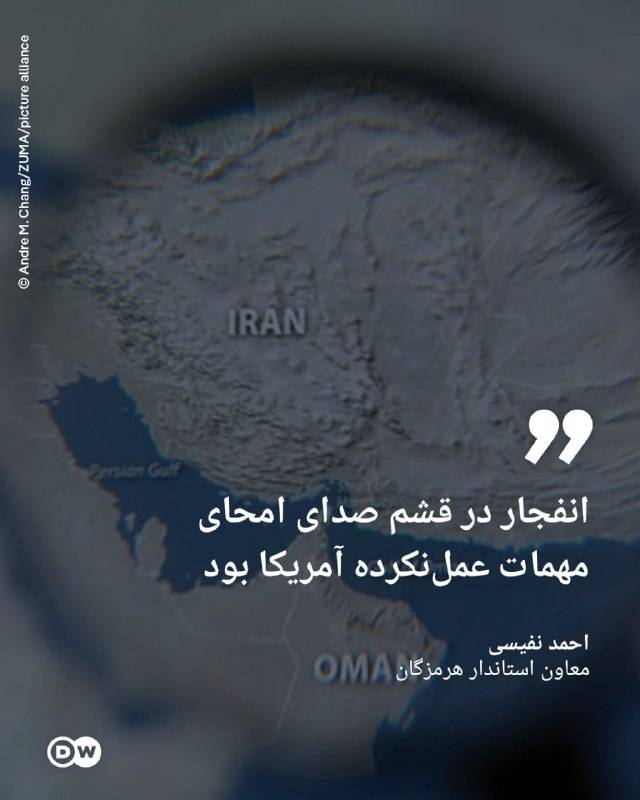 © Andre M. Chang/ZUMA/picture alliance
IRAN
Persian Gulf
”
انفجار در قشم صدای امحای
مهمات عمل‌نکرده آمریکا بود
احمد نفیسی
معاون استاندار هرمزگان
OMAN
DW